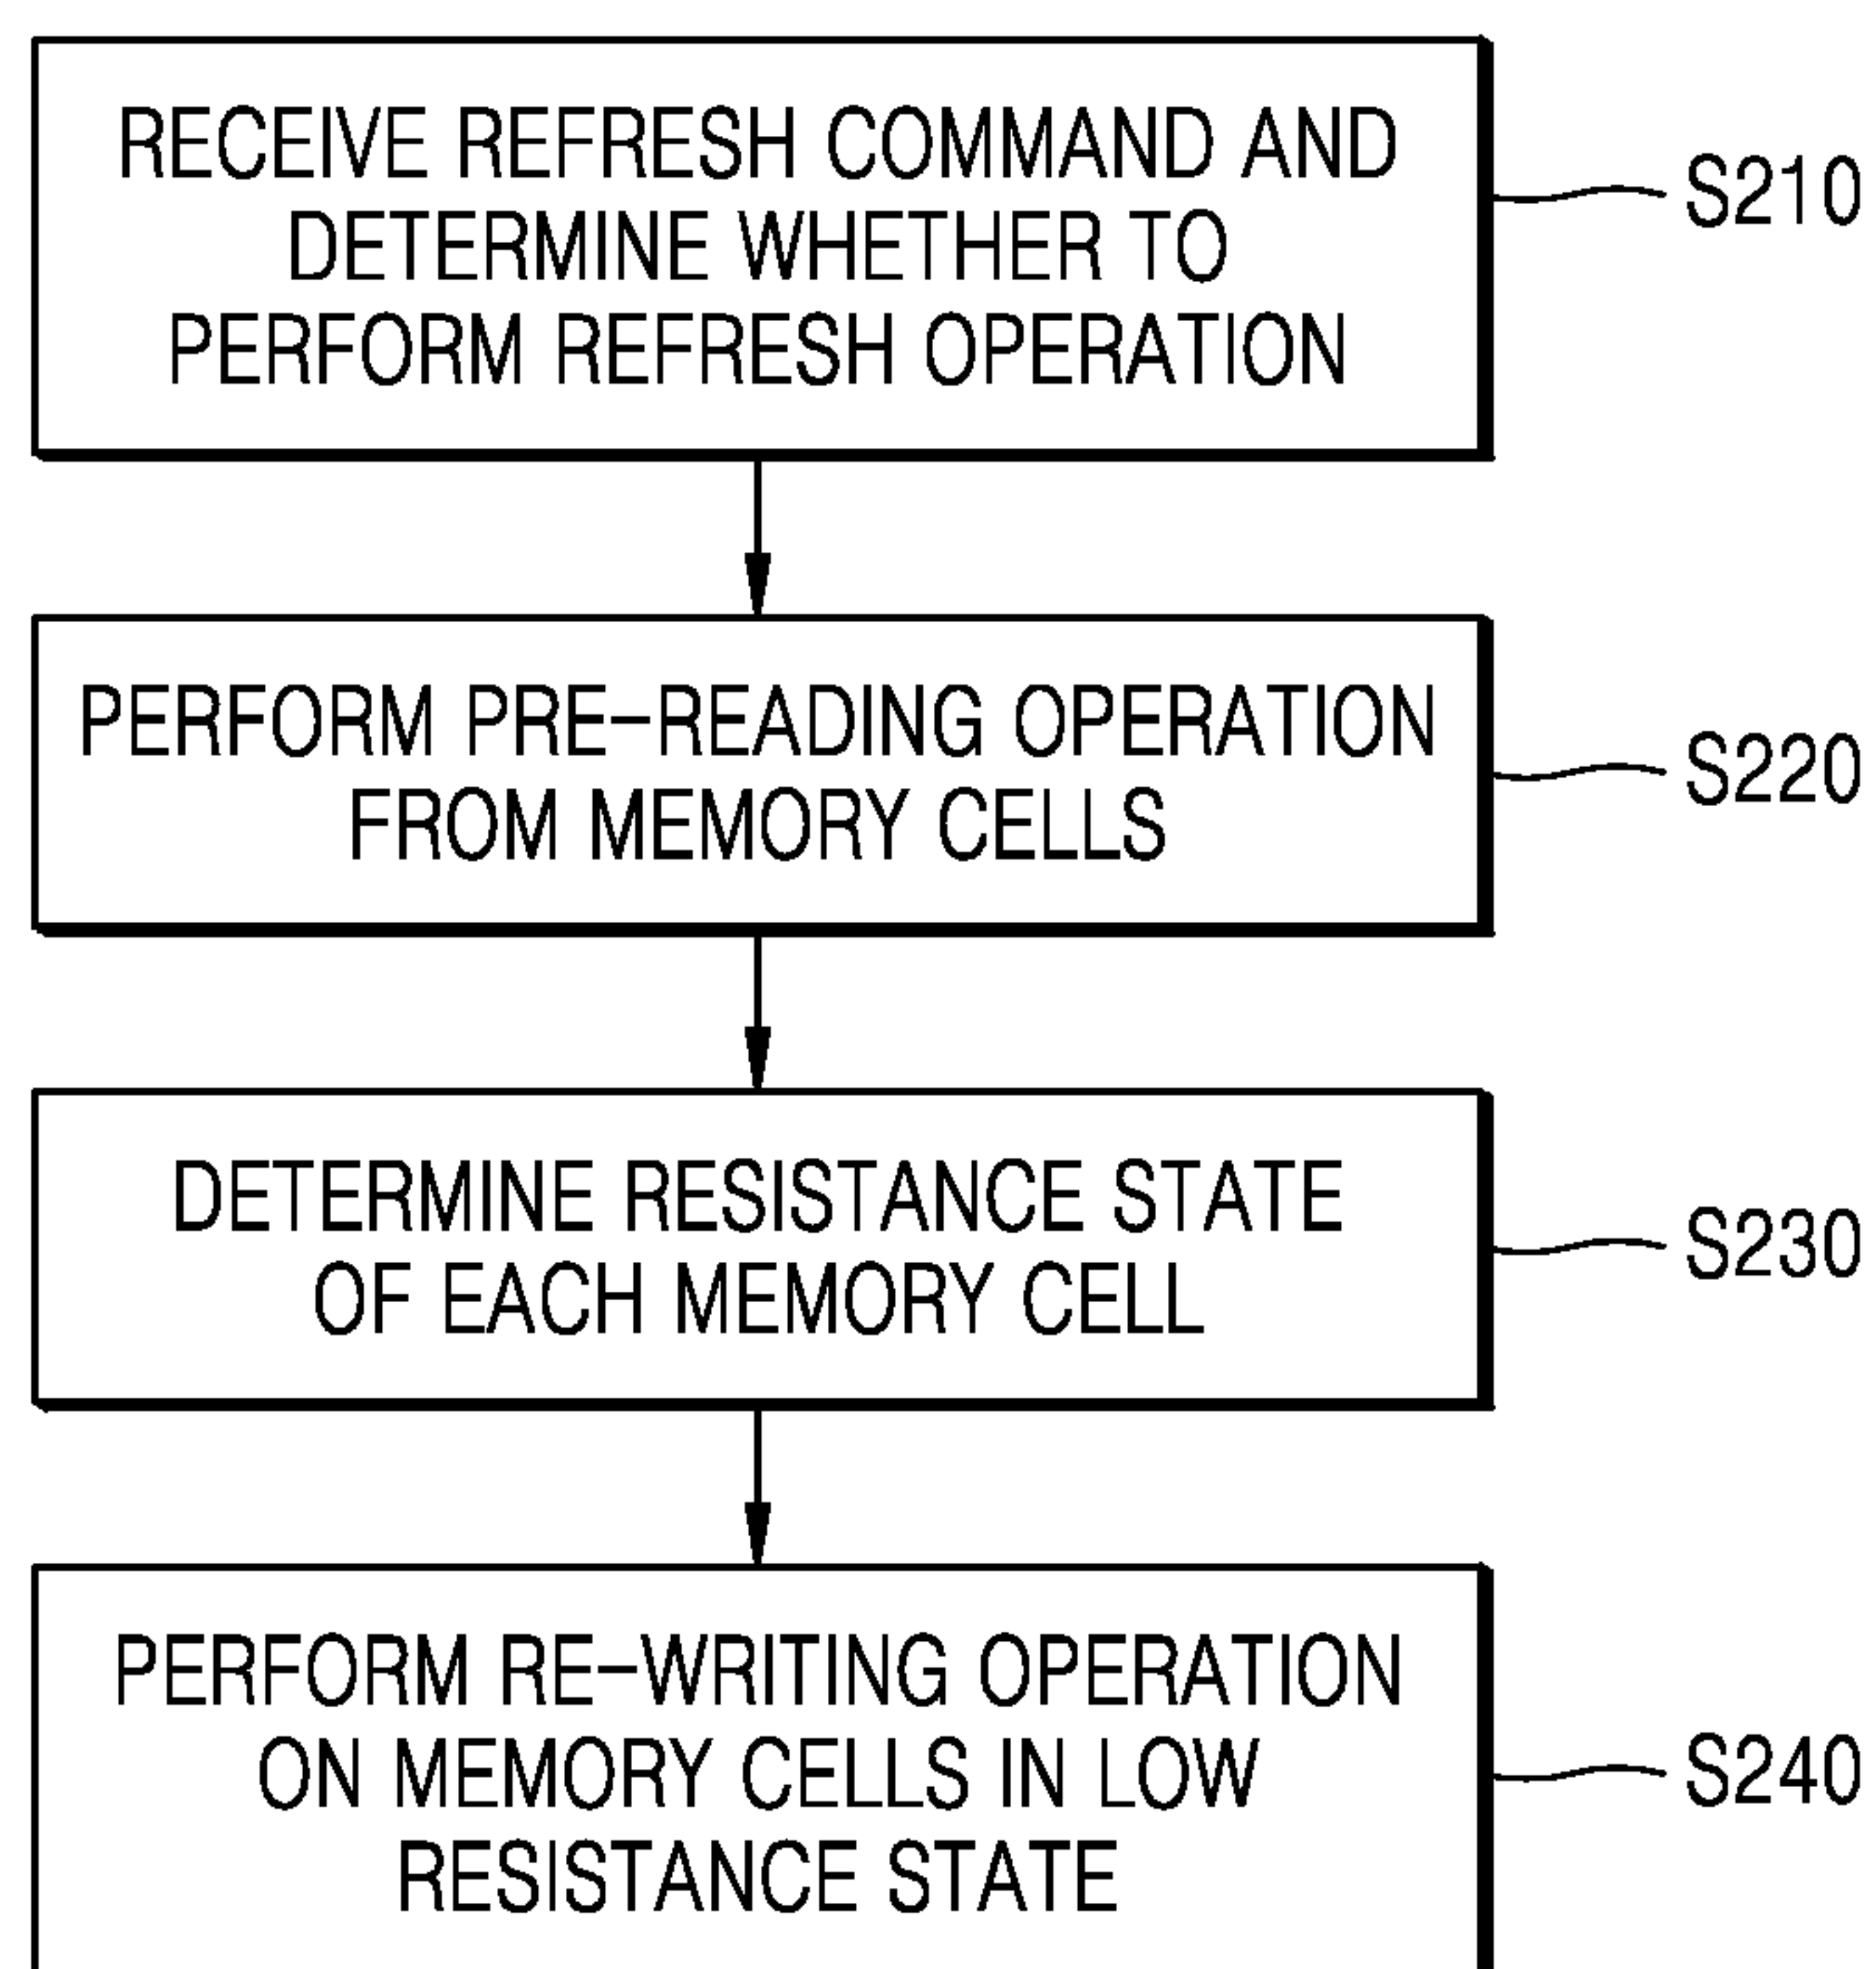 RECEIVE REFRESH COMMAND AND
DETERMINE WHETHER TO
PERFORM REFRESH OPERATION
S210
PERFORM PRE-READING OPERATION
FROM MEMORY CELLS
S220
DETERMINE RESISTANCE STATE
OF EACH MEMORY CELL
S230
PERFORM RE-WRITING OPERATION
ON MEMORY CELLS IN LOW
RESISTANCE STATE
S240